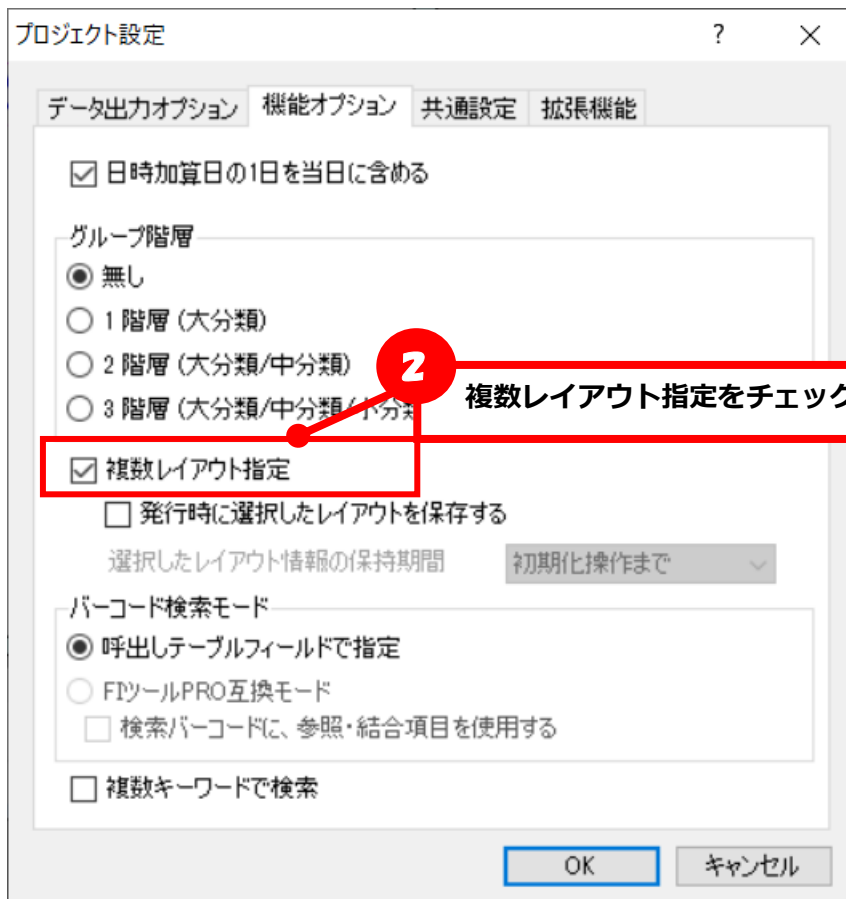 プロジェクト設定 ?
データ出力オプション 機能オプション 共通設定 拡張機能
日時加算日の1日を当日に含める
グループ階層
無し
1 階層 (大分類)
2 階層 (大分類/中分類)
2
3 階層 (大分類/中分類/小分類
複数レイアウト指定をチェック
複数レイアウト指定
発行時に選択したレイアウトを保存する
選択したレイアウト情報の保持期間 初期化操作まで
バーコード検索モード
呼出しテーブルフィールドで指定
FIツールPRO互換モード
検索バーコードに、参照・結合項目を使用する
複数キーワードで検索
OK キャンセル